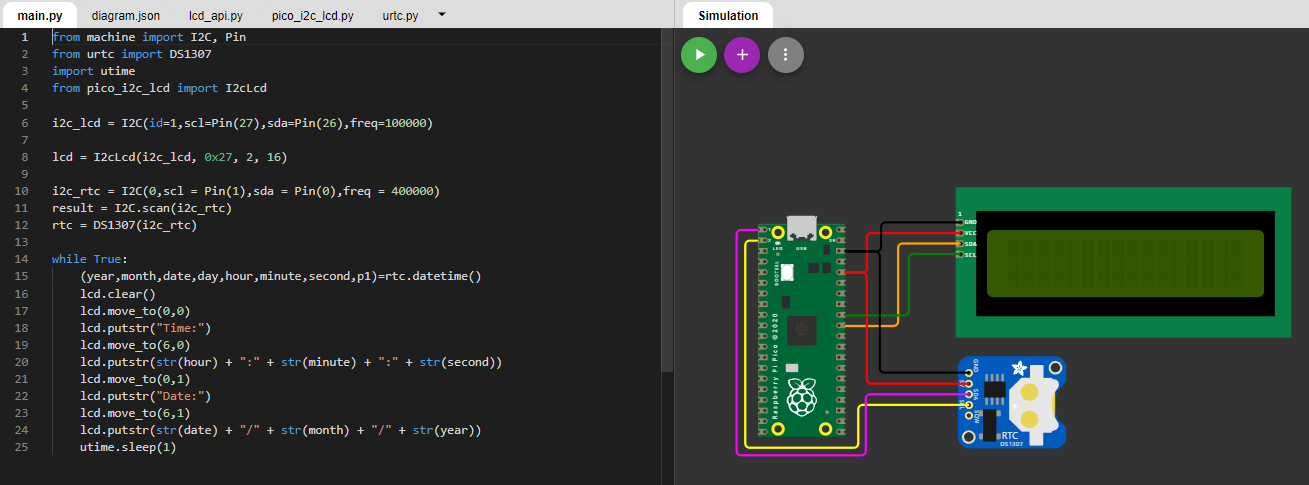 main.py diagram.json lcd_api.py pico_i2c_lcd.py urtc.py
Simulation
1 from machine import I2C, Pin
2 from urtc import DS1307
3 import utime
4 from pico_i2c_lcd import I2cLcd
5
6 i2c_lcd = I2C(id=1,scl=Pin(27),sda=Pin(26),freq=100000)
7
8 lcd = I2cLcd(i2c_lcd, 0x27, 2, 16)
9
10 i2c_rtc = I2C(0,scl = Pin(1),sda = Pin(0),freq = 400000)
11 result = I2C.scan(i2c_rtc)
12 rtc = DS1307(i2c_rtc)
13
14 while True:
15 (year,month,date,day,hour,minute,second,p1)=rtc.datetime()
16 lcd.clear()
17 lcd.move_to(0,0)
18 lcd.putstr("Time:")
19 lcd.move_to(6,0)
20 lcd.putstr(str(hour) + ":" + str(minute) + ":" + str(second))
21 lcd.move_to(0,1)
22 lcd.putstr("Date:")
23 lcd.move_to(6,1)
24 lcd.putstr(str(date) + "/" + str(month) + "/" + str(year))
25 utime.sleep(1)
LED
USB
BOOTSEL
Raspberry Pi Pico ©2020
1
GND
VCC
SDA
SCL
GND
5V
SDA
SCL
SQW
RTC
DS1307